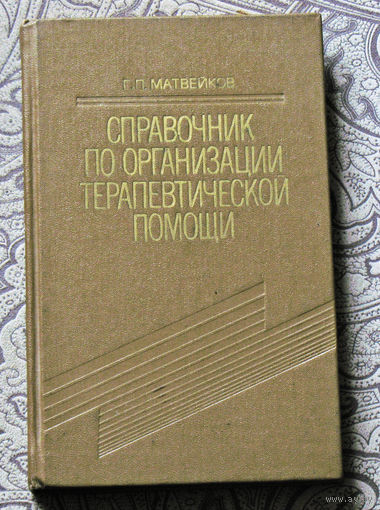 Г.П. МАТВЕЙКОВ
СПРАВОЧНИК
ПО ОРГАНИЗАЦИИ
ТЕРАПЕВТИЧЕСКОЙ
ПОМОЩИ